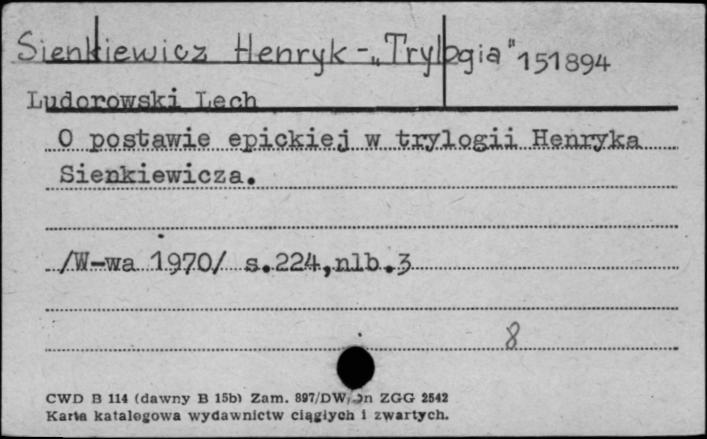 Sienkiewicz Henryk - „Trylogia" 151894
Ludorowski Lech
O postawie epickiej w trylogii Henryka
Sienkiewicza.
/W-wa 1970/ s.224,nlb.3
8
CWD B 114 (dawny B 15b) Zam. 897/DW/ ZGG 2542
Karta katalogowa wydawnictw ciągłych i zwartych.